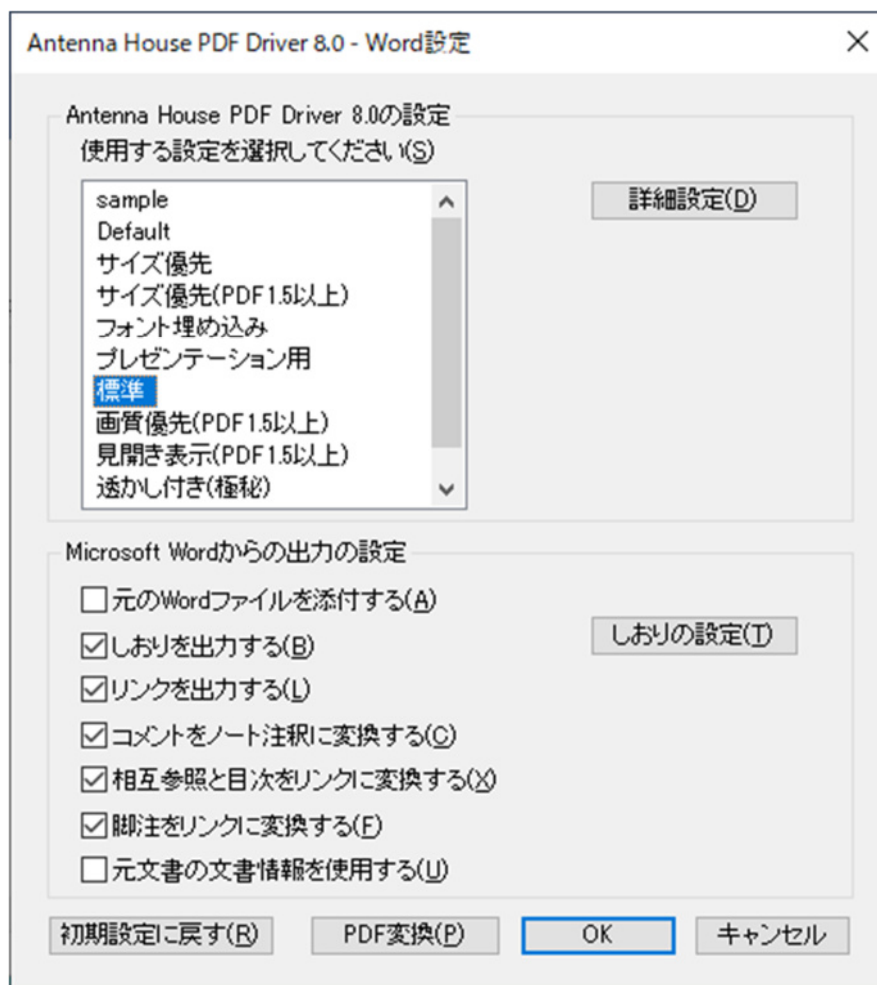 Antenna House PDF Driver 8.0 - Word設定
Antenna House PDF Driver 8.0の設定
使用する設定を選択してください(S)
sample
Default
サイズ優先
サイズ優先(PDF1.5以上)
フォント埋め込み
プレゼンテーション用
標準
画質優先(PDF1.5以上)
見開き表示(PDF1.5以上)
透かし付き(極秘)
詳細設定(D)
Microsoft Wordからの出力の設定
元のWordファイルを添付する(A)
しおりを出力する(B)
しおりの設定(T)
リンクを出力する(L)
コメントをノート注釈に変換する(C)
相互参照と目次をリンクに変換する(X)
脚注をリンクに変換する(F)
元文書の文書情報を使用する(U)
初期設定に戻す(R)
PDF変換(P)
OK
キャンセル